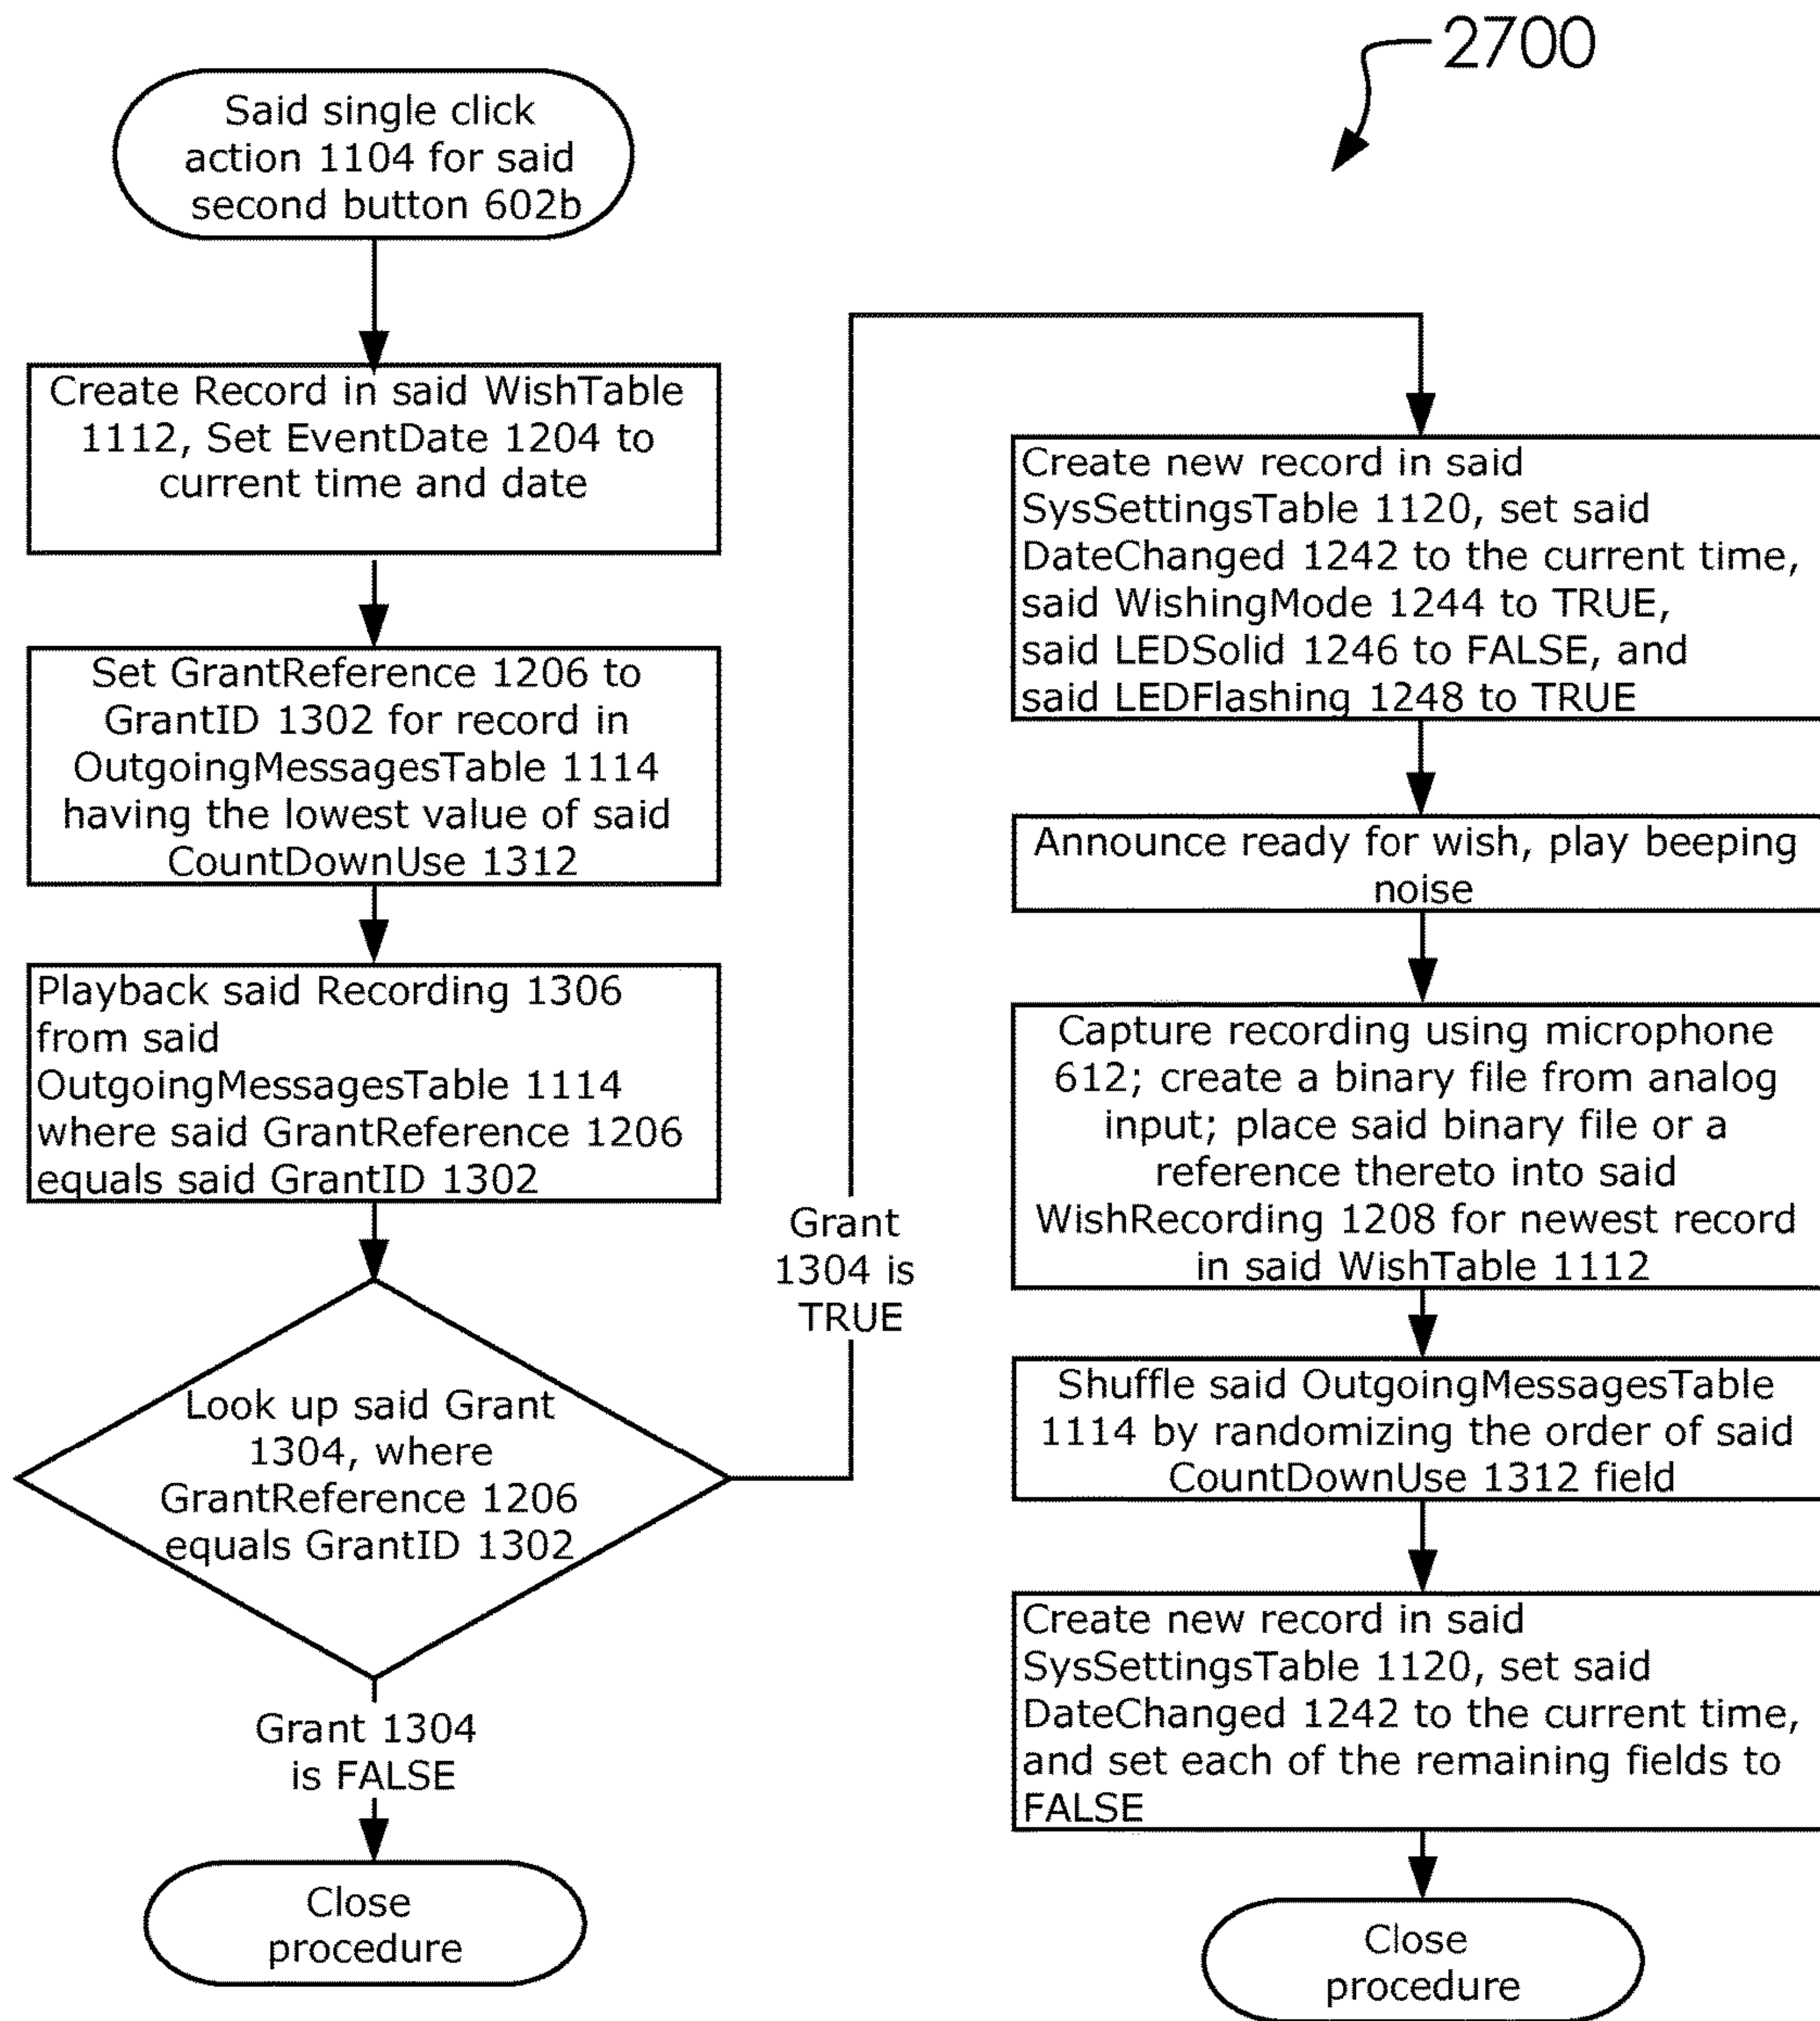 2700
Said single click
action 1104 for said
second button 602b
Create Record in said WishTable
1112, Set EventDate 1204 to
current time and date
Set GrantReference 1206 to
GrantID 1302 for record in
OutgoingMessagesTable 1114
having the lowest value of said
CountDownUse 1312
Playback said Recording 1306
from said
OutgoingMessagesTable 1114
where said GrantReference 1206
equals said GrantID 1302
Look up said Grant
1304, where
GrantReference 1206
equals GrantID 1302
Grant 1304
is FALSE
Close
procedure
Grant
1304 is
TRUE
Create new record in said
SysSettingsTable 1120, set said
DateChanged 1242 to the current time,
said WishingMode 1244 to TRUE,
said LEDSolid 1246 to FALSE, and
said LEDFlashing 1248 to TRUE
Announce ready for wish, play beeping
noise
Capture recording using microphone
612; create a binary file from analog
input; place said binary file or a
reference thereto into said
WishRecording 1208 for newest record
in said WishTable 1112
Shuffle said OutgoingMessagesTable
1114 by randomizing the order of said
CountDownUse 1312 field
Create new record in said
SysSettingsTable 1120, set said
DateChanged 1242 to the current time,
and set each of the remaining fields to
FALSE
Close
procedure